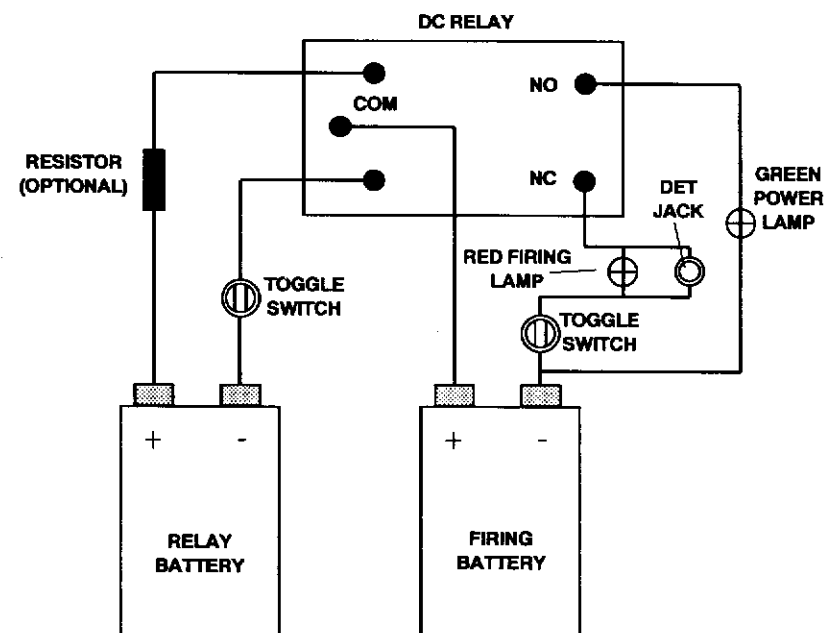 DC RELAY
NO
COM
RESISTOR
(OPTIONAL)
NC
DET
JACK
GREEN
POWER
LAMP
RED FIRING
LAMP
TOGGLE
SWITCH
TOGGLE
SWITCH
+ -
+ -
RELAY
BATTERY
FIRING
BATTERY